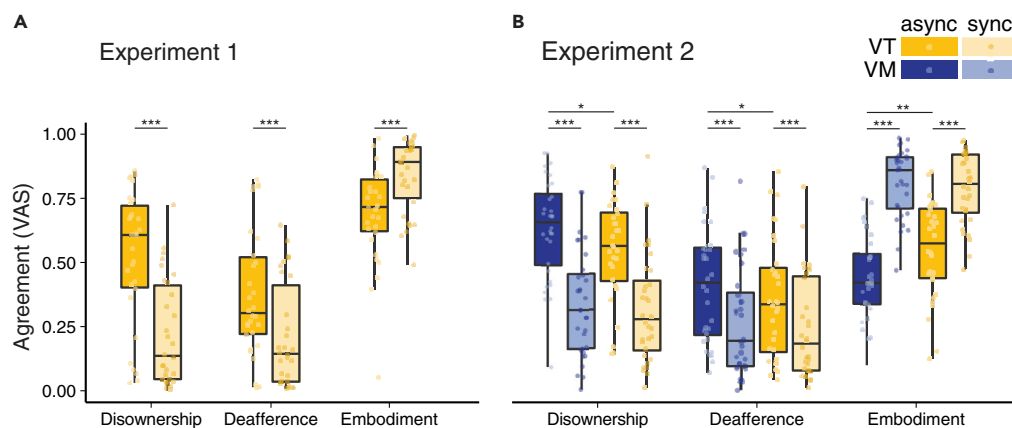 A
Experiment 1
B
Experiment 2
async sync
VT
VM
*** *** ***
* * **
*** *** *** *** *** ***
Agreement (VAS)
1.00
0.75
0.50
0.25
0.00
Disownership Deafference Embodiment
Disownership Deafference Embodiment